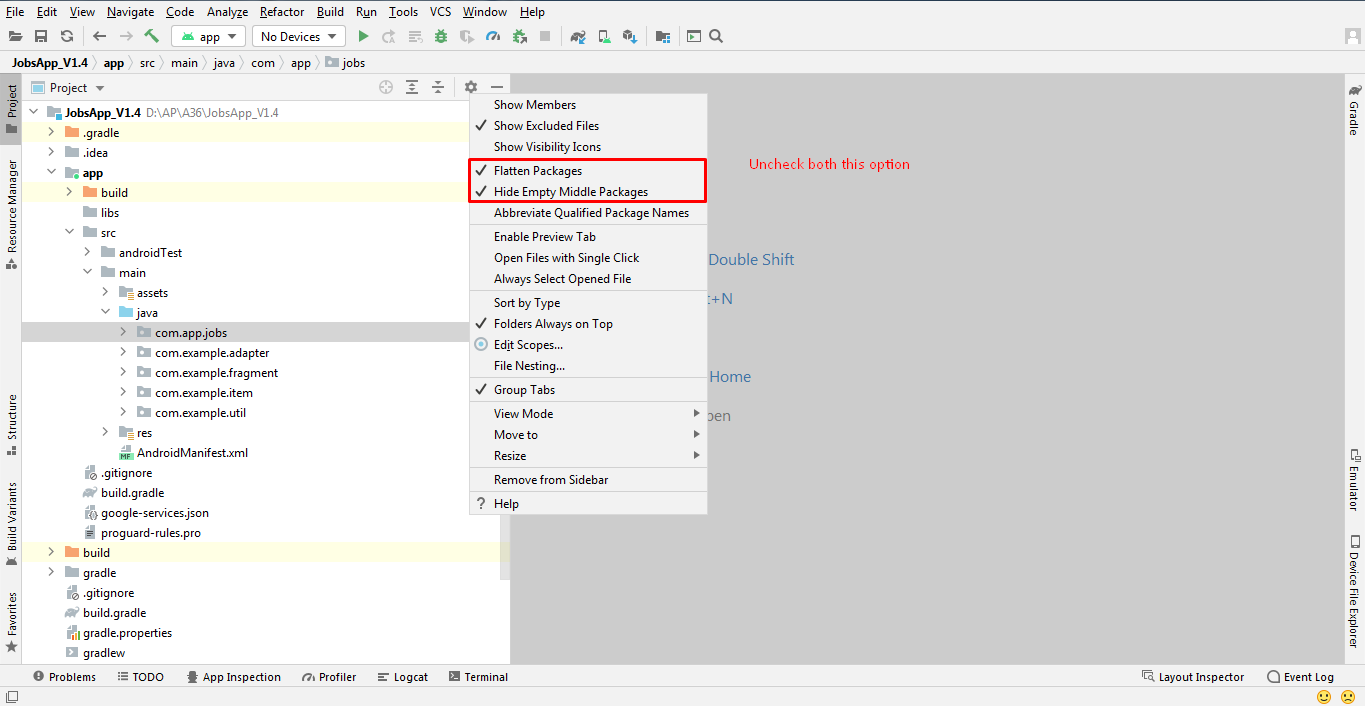 File Edit View Navigate Code Analyze Refactor Build Run Tools VCS Window Help
app No Devices
JobsApp_V1.4 app src main java com app jobs
Project
JobsApp_V1.4 D:\AP\A36\JobsApp_V1.4
.gradle
.idea
app
build
libs
src
androidTest
main
assets
java
com.app.jobs
com.example.adapter
com.example.fragment
com.example.item
com.example.util
res
AndroidManifest.xml
.gitignore
build.gradle
google-services.json
proguard-rules.pro
build
gradle
.gitignore
build.gradle
gradle.properties
gradlew
Show Members
Show Excluded Files
Show Visibility Icons
Flatten Packages
Hide Empty Middle Packages
Abbreviate Qualified Package Names
Enable Preview Tab
Open Files with Single Click
Always Select Opened File
Sort by Type
Folders Always on Top
Edit Scopes...
File Nesting...
Group Tabs
View Mode
Move to
Resize
Remove from Sidebar
? Help
Uncheck both this option
Double Shift
+N
Home
pen
Project
Resource Manager
Structure
Build Variants
Favorites
Gradle
Emulator
Device File Explorer
Problems TODO App Inspection Profiler Logcat Terminal Layout Inspector Event Log